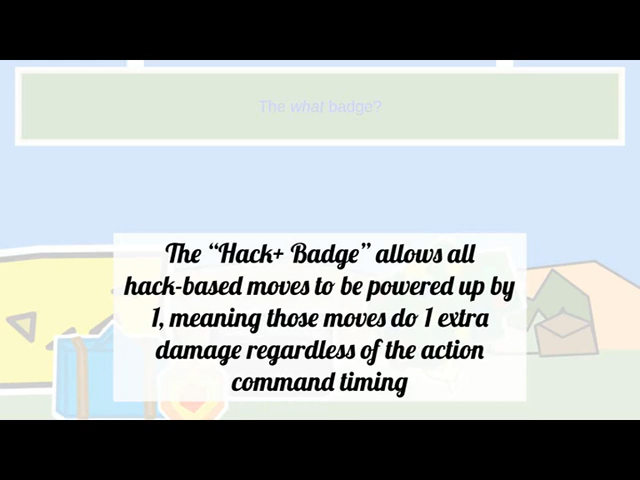 The what badge?
The “Hack+ Badge” allows all
hack-based moves to be powered up by
1, meaning those moves do 1 extra
damage regardless of the action
command timing